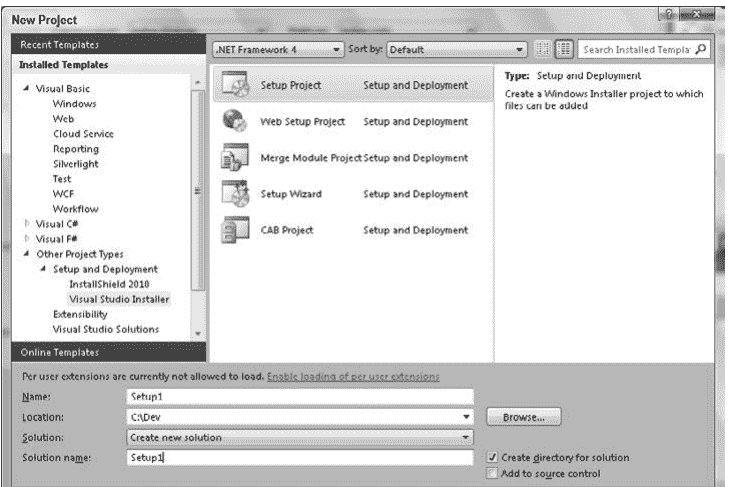 New Project
Recent Templates
Installed Templates
Visual Basic
Windows
Web
Cloud Service
Reporting
Silverlight
Test
WCF
Workflow
Visual C#
Visual F#
Other Project Types
Setup and Deployment
InstallShield 2010
Visual Studio Installer
Extensibility
Visual Studio Solutions
Online Templates
.NET Framework 4
Sort by: Default
Search Installed Templa
Setup Project Setup and Deployment
Web Setup Project Setup and Deployment
Merge Module Project Setup and Deployment
Setup Wizard Setup and Deployment
CAB Project Setup and Deployment
Type: Setup and Deployment
Create a Windows Installer project to which
files can be added
Per user extensions are currently not allowed to load. Enable loading of per user extensions
Name: Setup1
Location: C:\Dev
Browse...
Solution: Create new solution
Solution name: Setup1
Create directory for solution
Add to source control